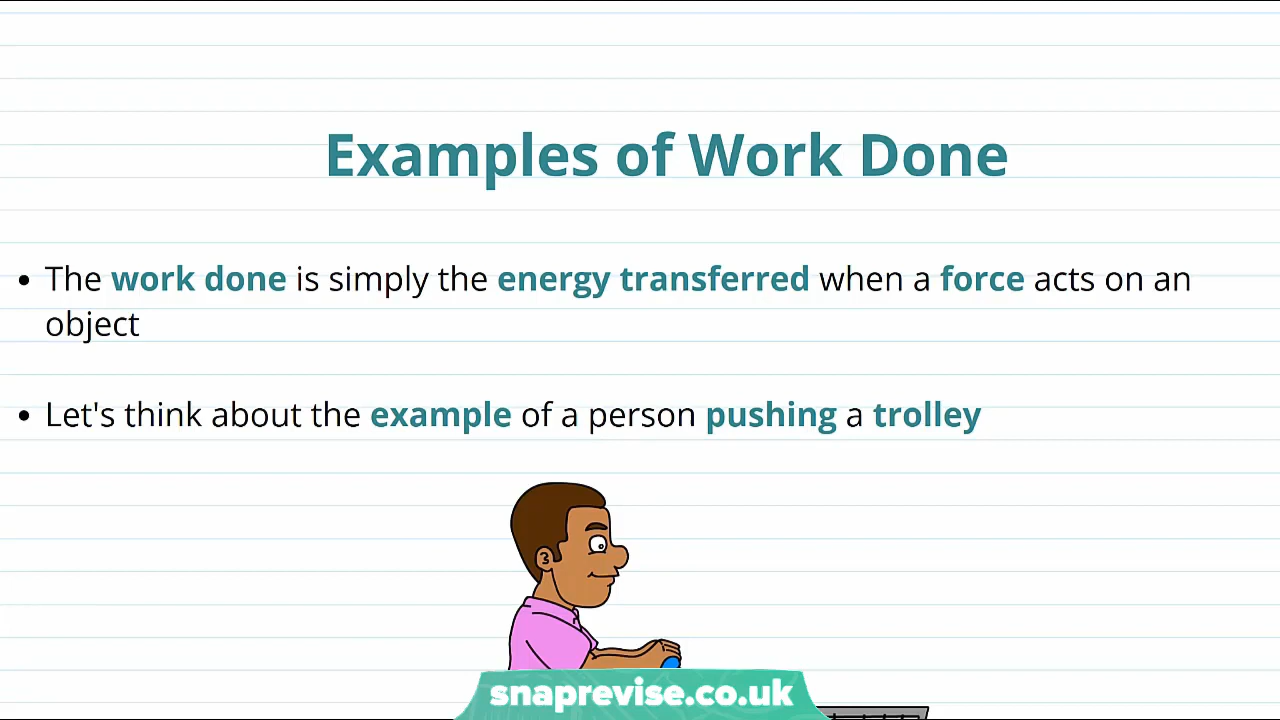 Examples of Work Done
The work done is simply the energy transferred when a force acts on an
object
Let's think about the example of a person pushing a trolley
snaprevise.co.uk